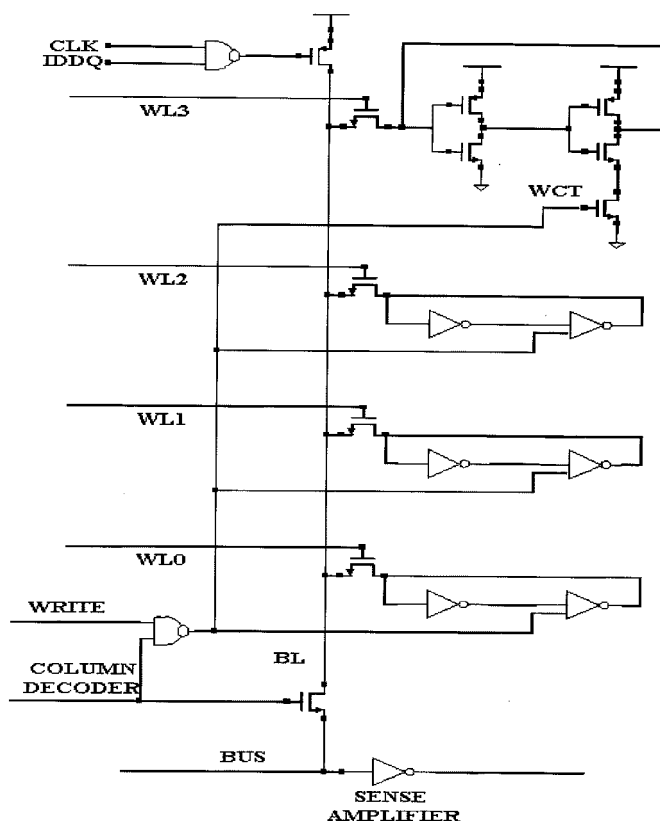 CLK
IDDQ
WL3
WCT
WL2
WL1
WL0
WRITE
COLUMN
DECODER
BL
BUS
SENSE
AMPLIFIER